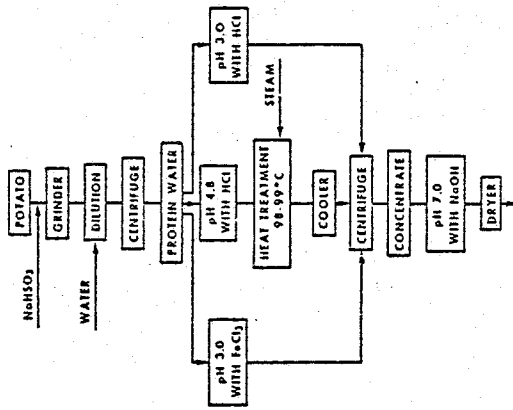 POTATO
NaHSO₃
GRINDER
WATER
DILUTION
CENTRIFUGE
PROTEIN WATER
pH 3.0
WITH FeCl₃
pH 4.8
WITH HCl
pH 3.0
WITH HCl
STEAM
HEAT TREATMENT
98-99°C
COOLER
CENTRIFUGE
CONCENTRATE
pH 7.0
WITH NaOH
DRYER